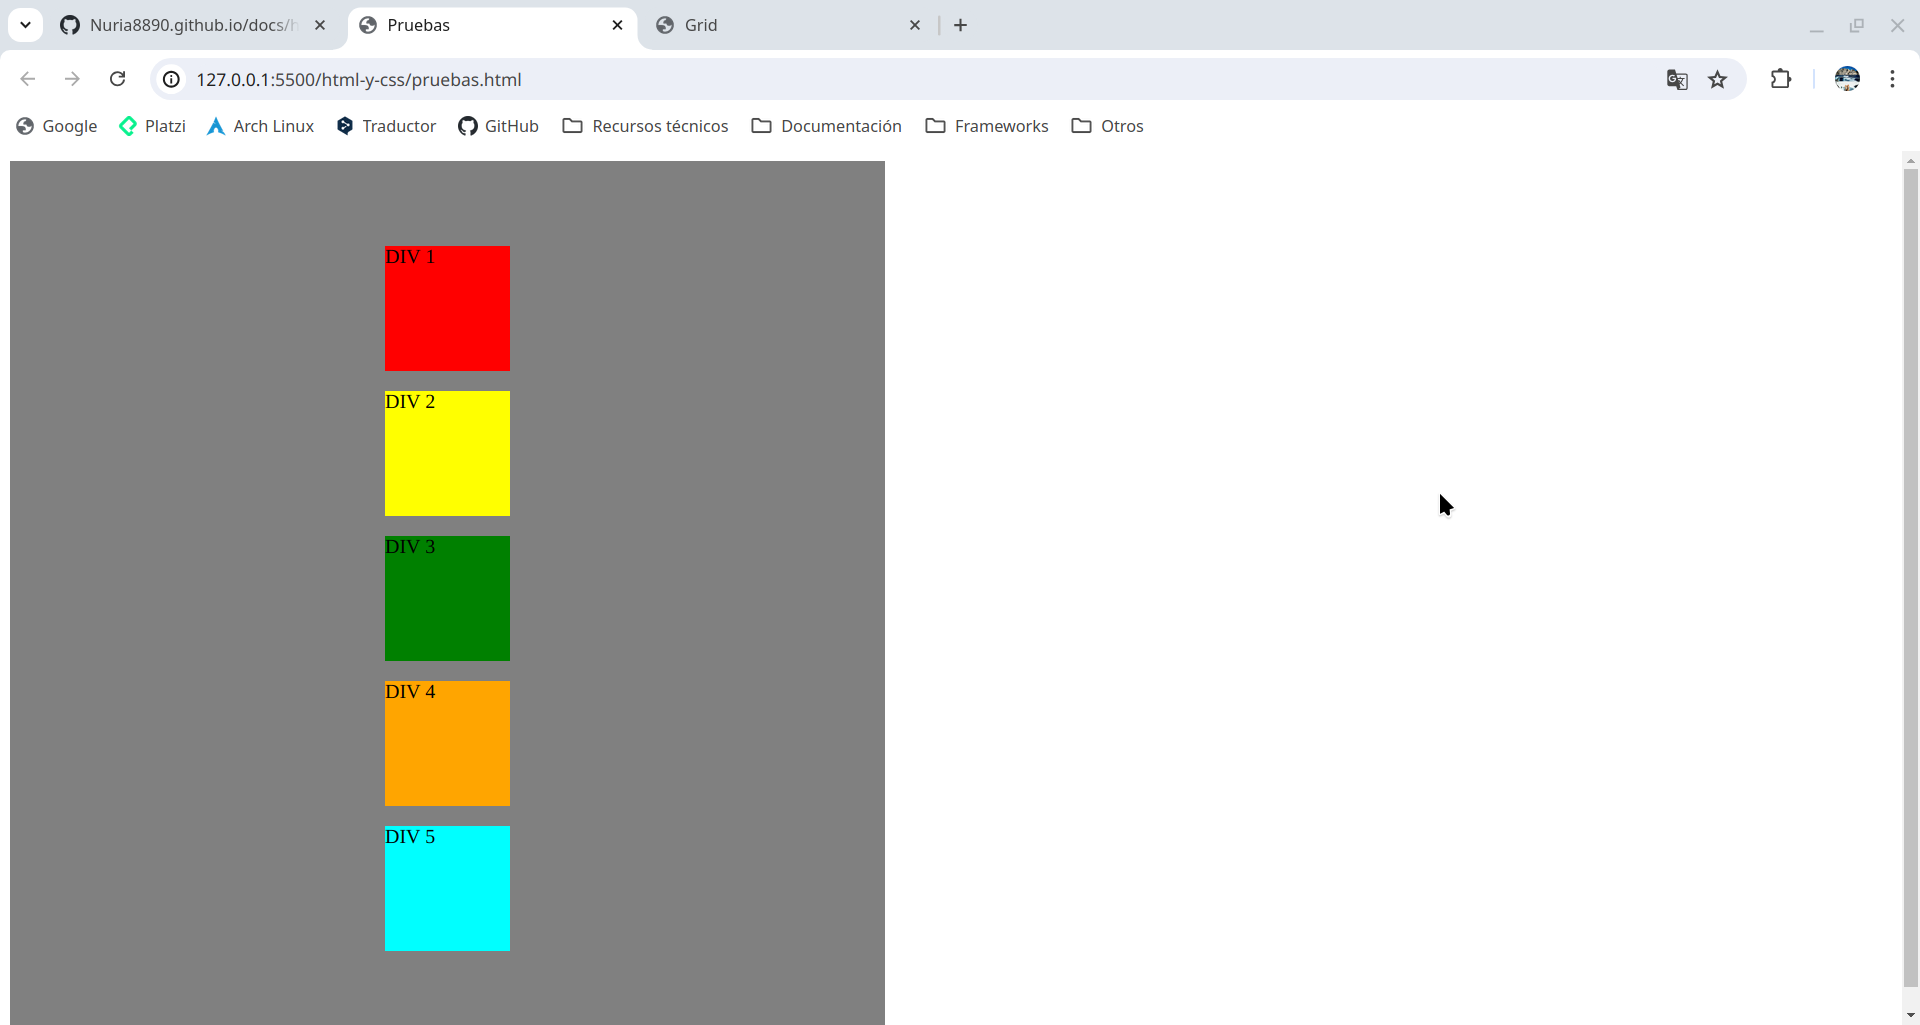 Nuria8890.github.io/docs/h
Pruebas
Grid
127.0.0.1:5500/html-y-css/pruebas.html
Google
Platzi
Arch Linux
Traductor
GitHub
Recursos técnicos
Documentación
Frameworks
Otros
DIV 1
DIV 2
DIV 3
DIV 4
DIV 5